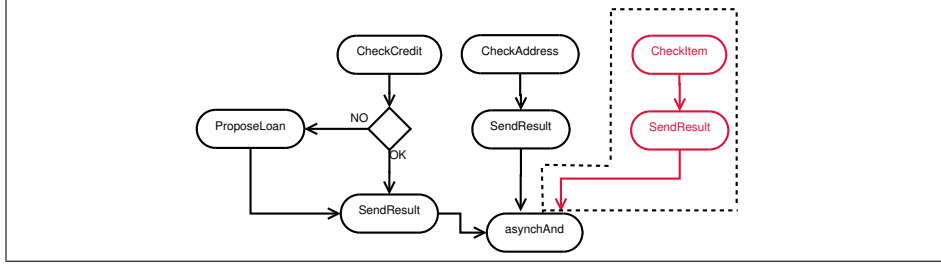 CheckCredit
CheckAddress
CheckItem
ProposeLoan
NO
SendResult
SendResult
OK
SendResult
asynchAnd